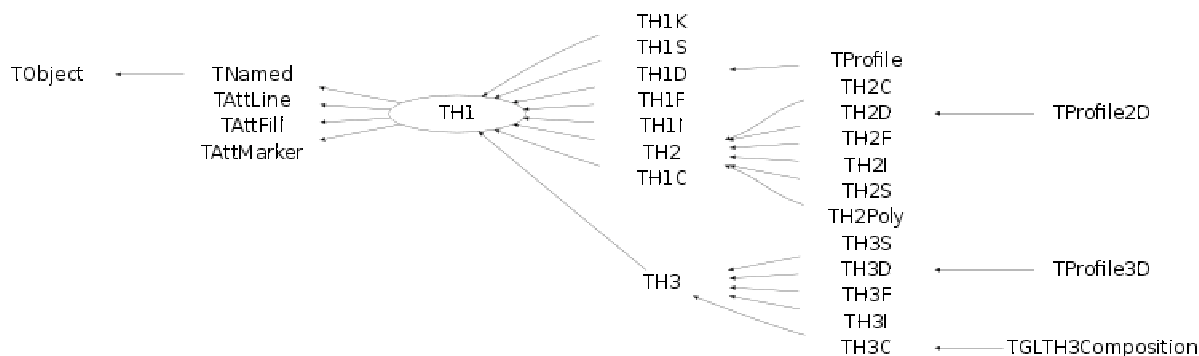 TObject
TNamed
TAttLine
TAttFill
TAttMarker
TH1
TH1K
TH1S
TH1D
TH1F
TH1I
TH2
TH1C
TH3
TProfile
TH2C
TH2D
TH2F
TH2I
TH2S
TH2Poly
TH3S
TH3D
TH3F
TH3I
TH3C
TProfile2D
TProfile3D
TGLTH3Composition